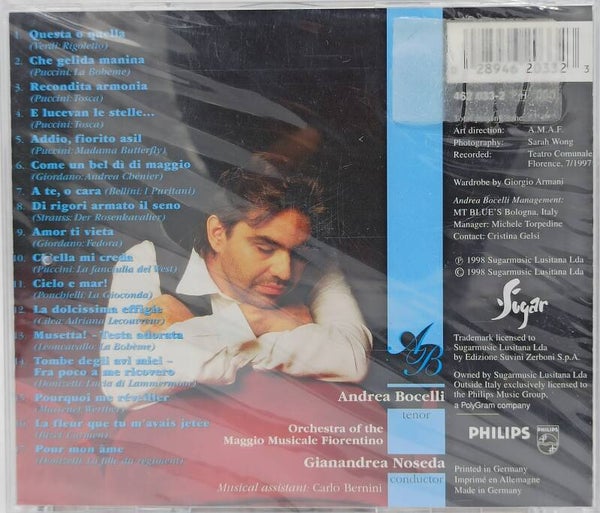 1. Questa o quella
(Verdi: Rigoletto)
2. Che gelida manina
(Puccini: La Bohème)
3. Recondita armonia
(Puccini: Tosca)
4. E lucevan le stelle...
(Puccini: Tosca)
5. Addio, fiorito asil
(Puccini: Madama Butterfly)
6. Come un bel dì di maggio
(Giordano: Andrea Chénier)
7. A te, o cara (Bellini: I Puritani)
8. Di rigori armato il seno
(Strauss: Der Rosenkavalier)
9. Amor ti vieta
(Giordano: Fedora)
10. Ch'ella mi creda
(Puccini: La fanciulla del West)
11. Cielo e mar!
(Ponchielli: La Gioconda)
12. La dolcissima effigie
(Cilea: Adriana Lecouvreur)
13. Musetta! - Testa adorata
(Leoncavallo: La Bohème)
14. Tombe degli avi miei –
Fra poco a me ricovero
(Donizetti: Lucia di Lammermoor)
15. Pourquoi me réveiller
(Massenet: Werther)
16. La fleur que tu m'avais jetée
(Bizet: Carmen)
17. Pour mon âme
(Donizetti: La fille du régiment)
AB
Andrea Bocelli
tenor
Orchestra of the
Maggio Musicale Fiorentino
Gianandrea Noseda
conductor
Musical assistant: Carlo Bernini
28946 20332 3
462 033-2
Art direction: A.M.A.F.
Photography: Sarah Wong
Recorded: Teatro Comunale
Florence, 7/1997
Wardrobe by Giorgio Armani
Andrea Bocelli Management:
MT BLUE'S Bologna, Italy
Manager: Michele Torpedine
Contact: Cristina Gelsi
℗ 1998 Sugarmusic Lusitana Lda
© 1998 Sugarmusic Lusitana Lda
Sugar
Trademark licensed to
Sugarmusic Lusitana Lda
by Edizione Suvini Zerboni S.p.A.
Owned by Sugarmusic Lusitana Lda
Outside Italy exclusively licensed to
the Philips Music Group.
a PolyGram company
PHILIPS
PHILIPS
Printed in Germany
Imprimé en Allemagne
Made in Germany